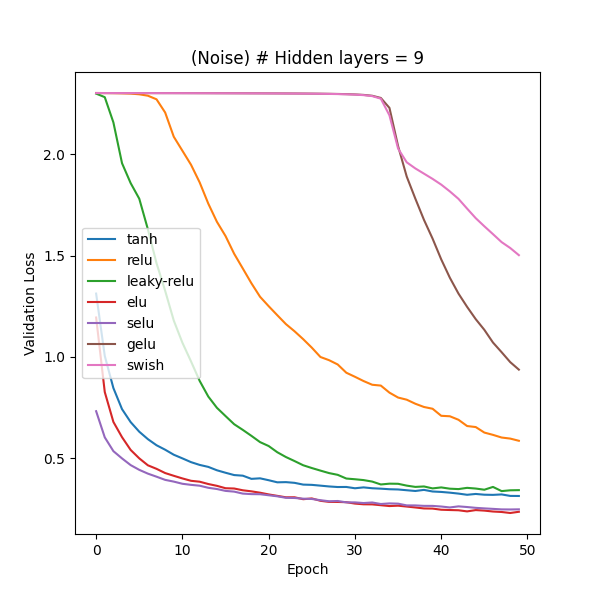 (Noise) # Hidden layers = 9
Validation Loss
2.0
1.5
1.0
0.5
tanh
relu
leaky-relu
elu
selu
gelu
swish
0 10 20 30 40 50
Epoch